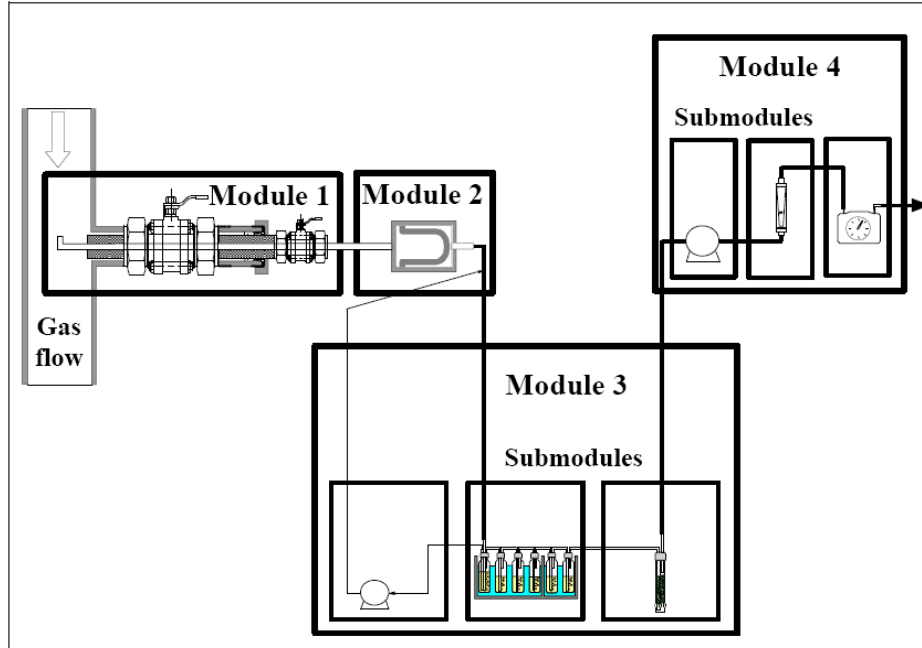 Module 4
Submodules
Module 1
Module 2
Gas
flow
Module 3
Submodules